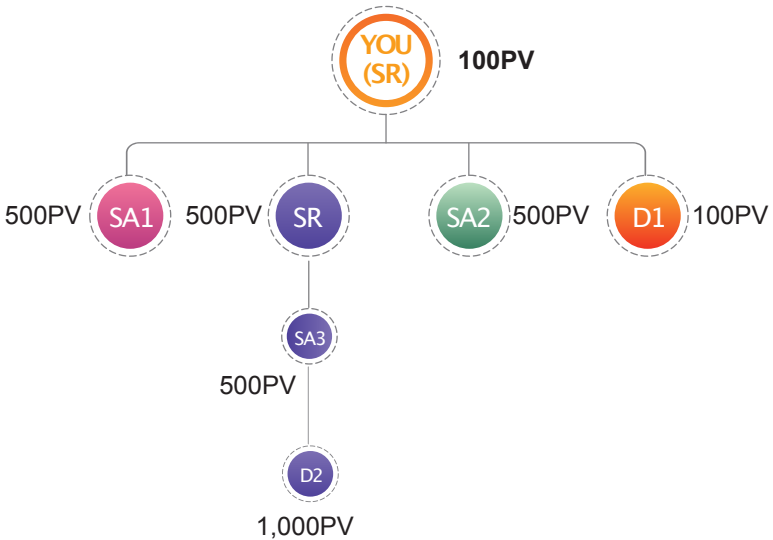 YOU
(SR)
100PV
500PV
SA1
500PV
SR
SA2
500PV
D1
100PV
SA3
500PV
D2
1,000PV